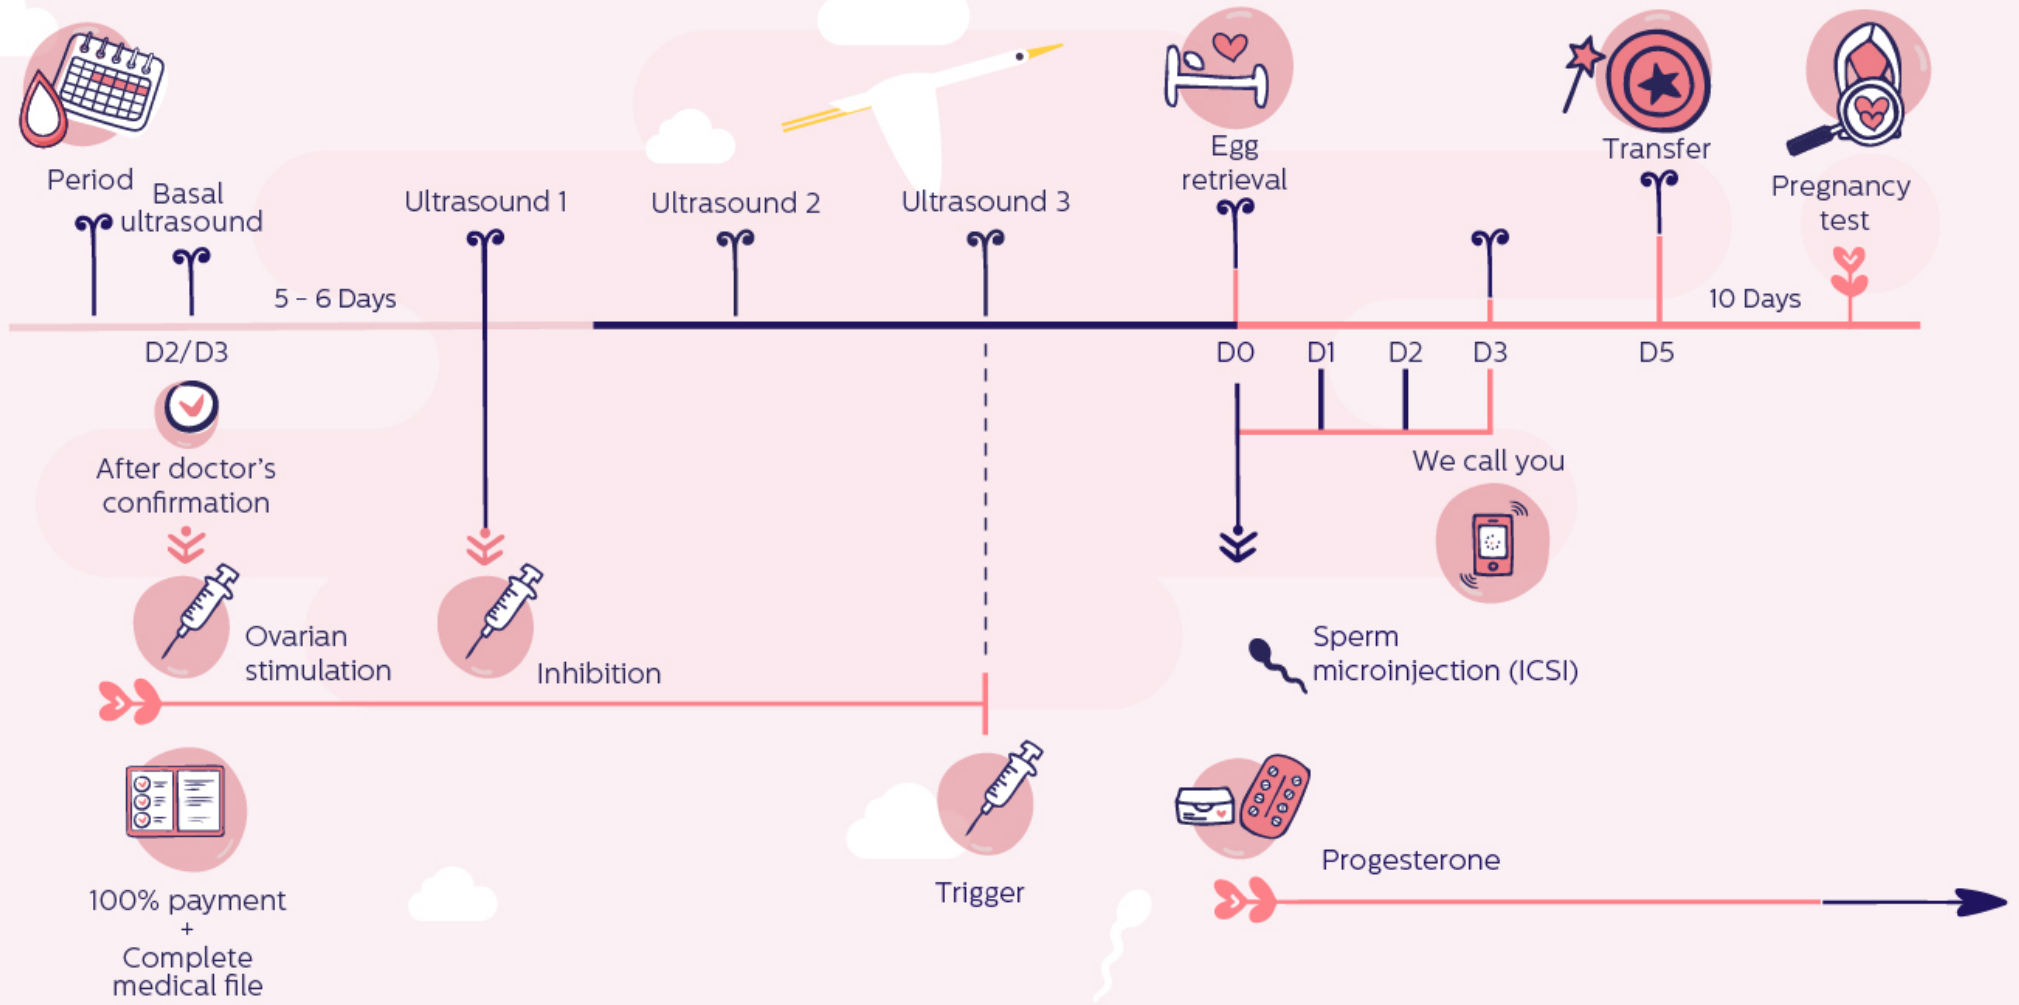 Period
Basal
ultrasound
Ultrasound 1
Ultrasound 2
Ultrasound 3
Egg
retrieval
Transfer
Pregnancy
test
5 - 6 Days
10 Days
D2/D3
D0
D1
D2
D3
D5
After doctor's
confirmation
We call you
Ovarian
stimulation
Inhibition
Sperm
microinjection (ICSI)
Trigger
Progesterone
100% payment
+
Complete
medical file